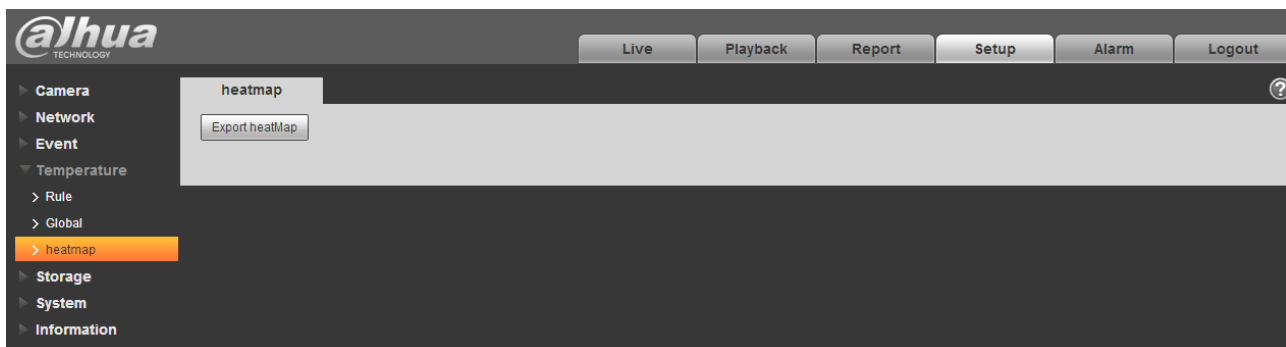 alhua
TECHNOLOGY
Live Playback Report Setup Alarm Logout
Camera heatmap ?
Network Export heatMap
Event
Temperature
> Rule
> Global
> heatmap
Storage
System
Information